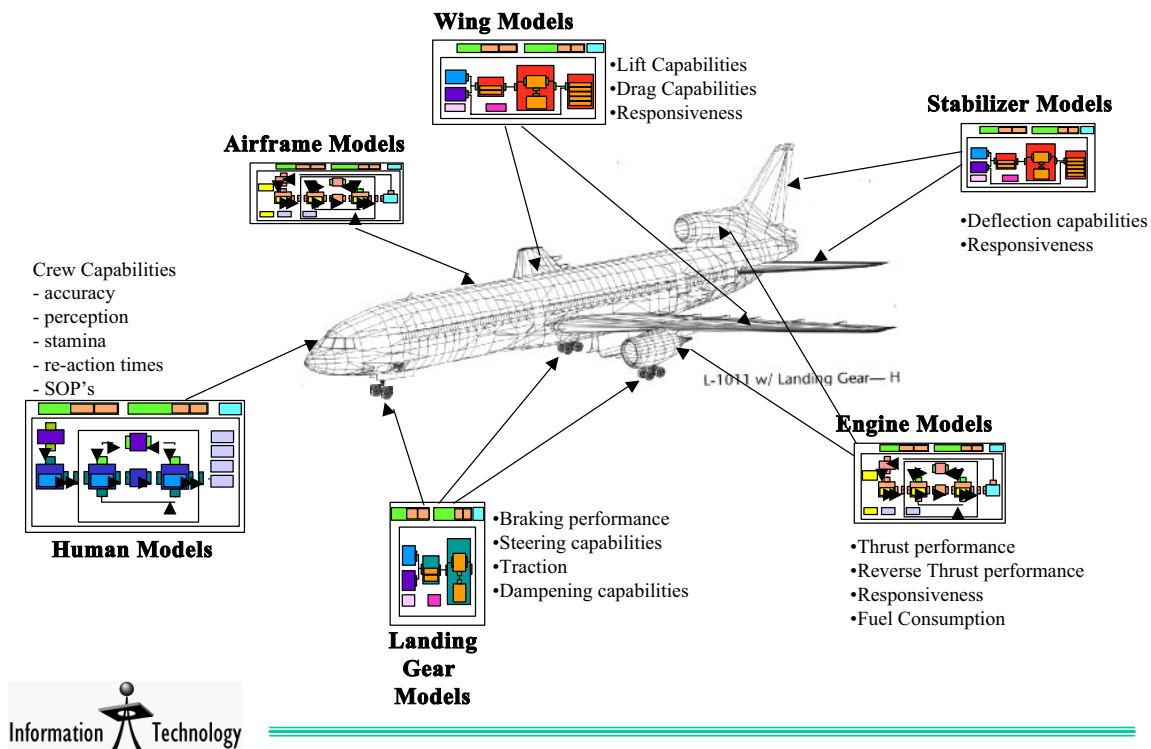 Wing Models
•Lift Capabilities
•Drag Capabilities
•Responsiveness
Stabilizer Models
•Deflection capabilities
•Responsiveness
Airframe Models
Crew Capabilities
- accuracy
- perception
- stamina
- re-action times
- SOP's
Human Models
L-1011 w/ Landing Gear— H
Engine Models
•Thrust performance
•Reverse Thrust performance
•Responsiveness
•Fuel Consumption
•Braking performance
•Steering capabilities
•Traction
•Dampening capabilities
Landing
Gear
Models
Information Technology